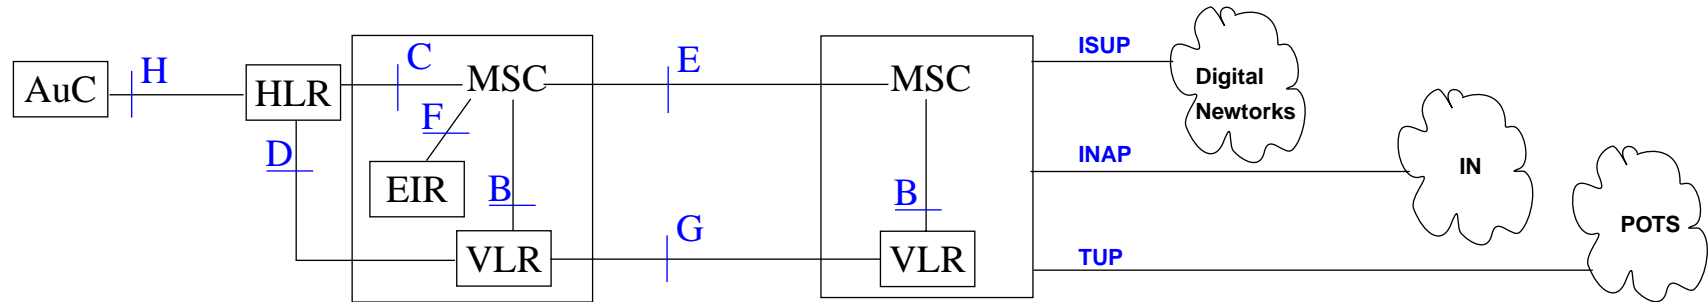 AuC
H
HLR
D
C
MSC
F
EIR
B
VLR
E
G
MSC
B
VLR
ISUP
INAP
TUP
Digital
Newtorks
IN
POTS